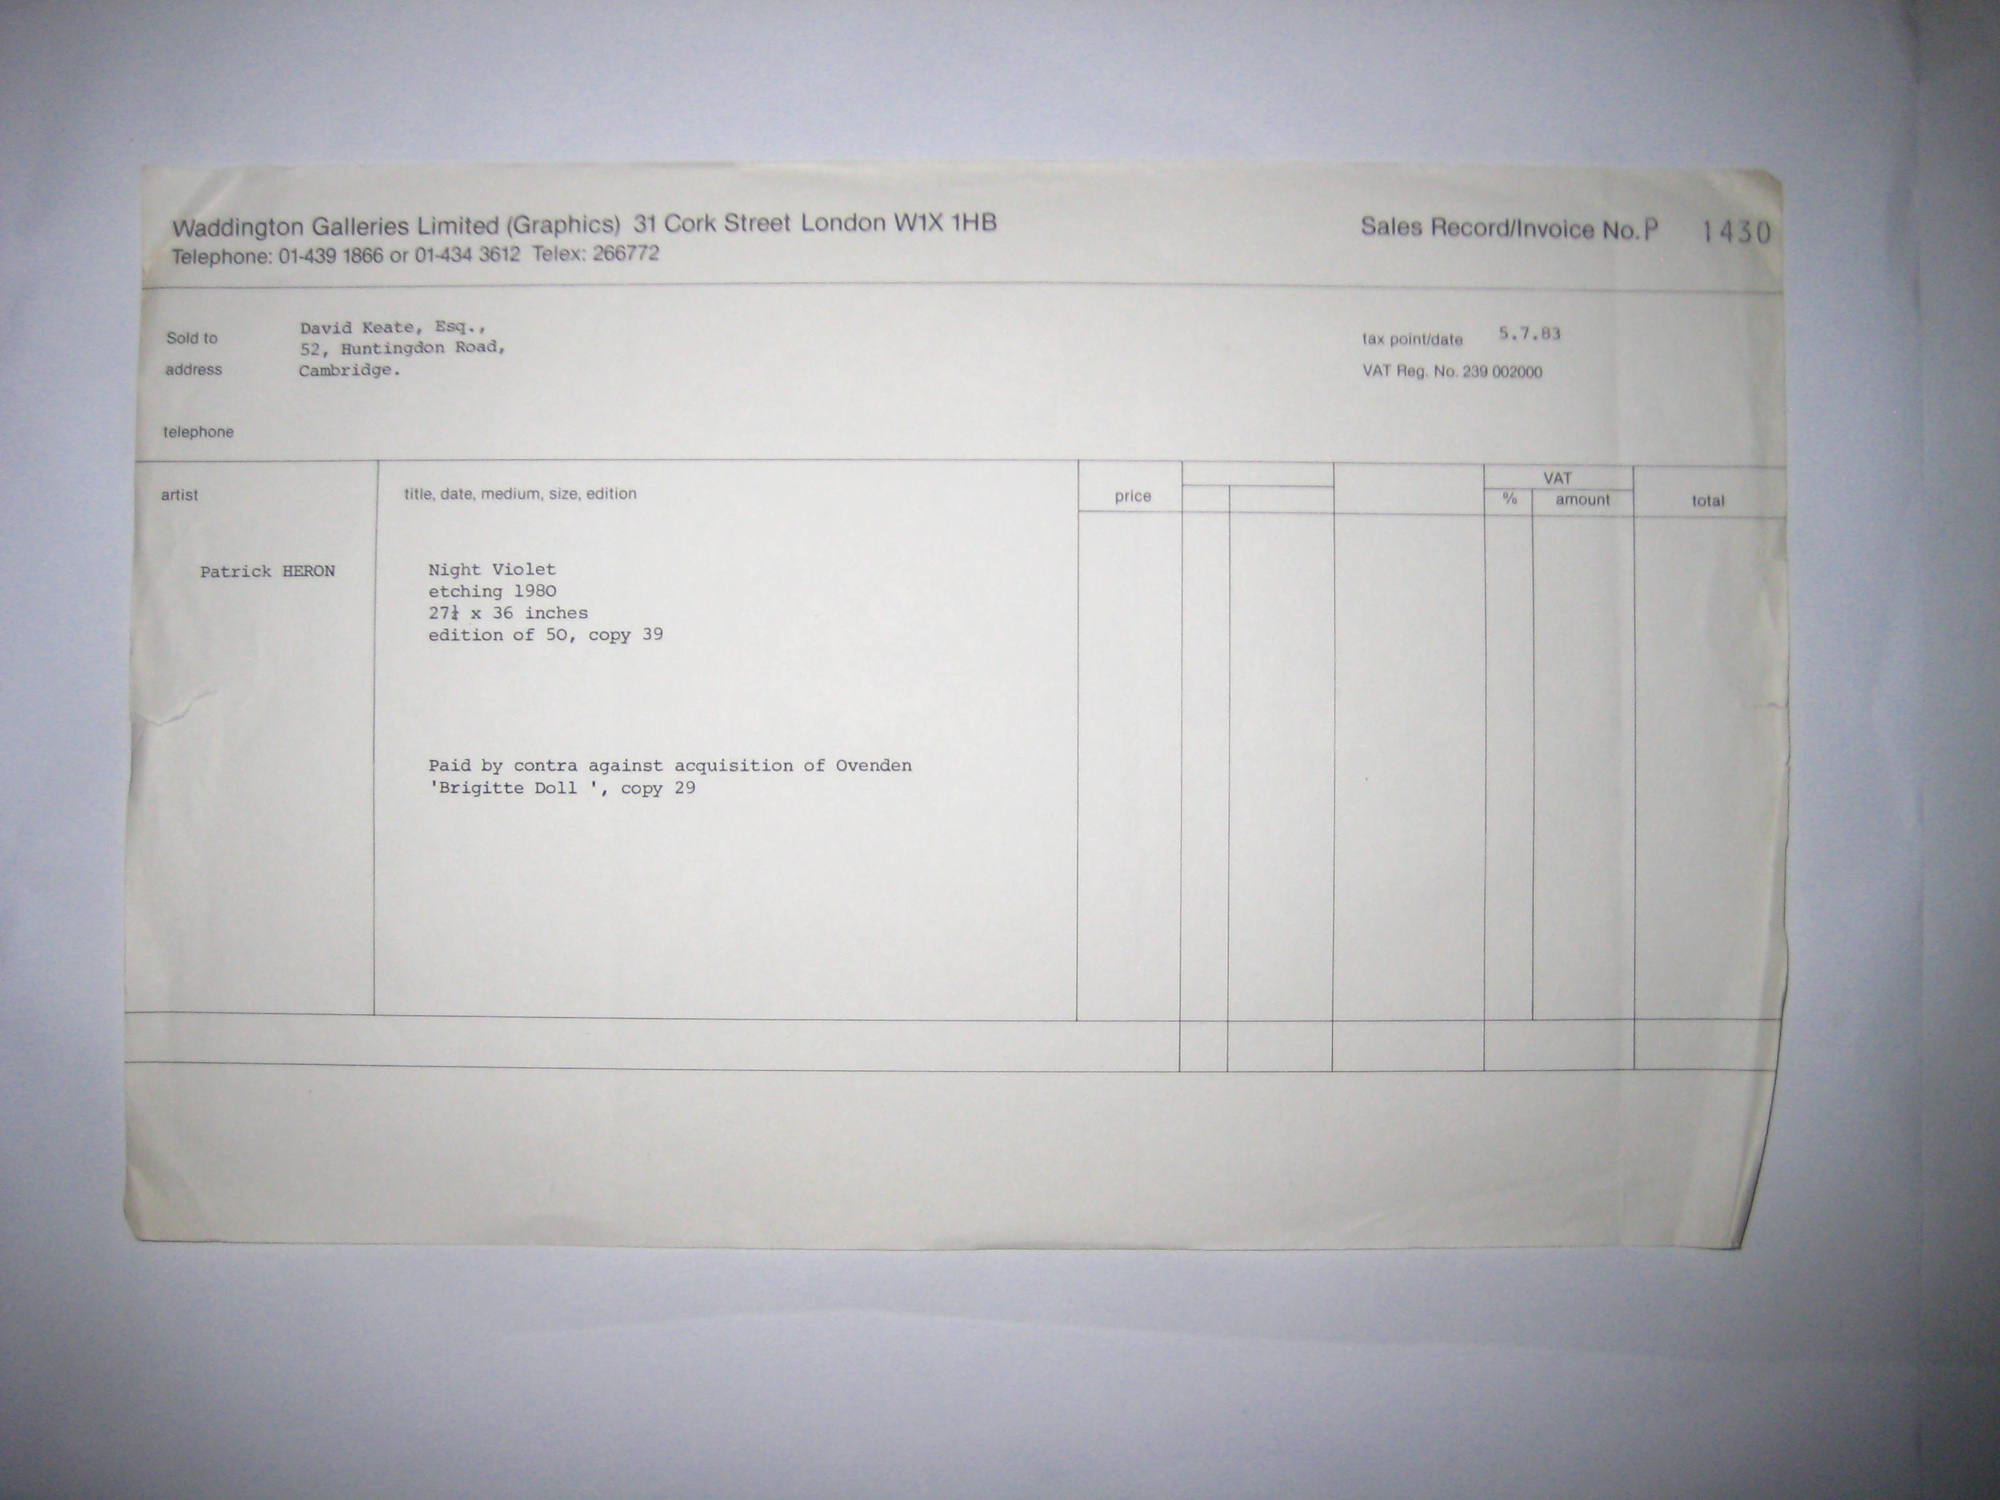 Waddington Galleries Limited (Graphics) 31 Cork Street London W1X 1HB
Telephone: 01-439 1866 or 01-434 3612 Telex: 266772
Sales Record/Invoice No. P 1430
Sold to
address
David Keate, Esq.,
52, Huntingdon Road,
Cambridge.
telephone
tax point/date 5.7.83
VAT Reg. No. 239 002000
artist
title, date, medium, size, edition
price
VAT
%
amount
total
Patrick HERON
Night Violet
etching 1980
x 36 inches
edition of 50, copy 39
Paid by contra against acquisition of Ovenden
'Brigitte Doll ', copy 29